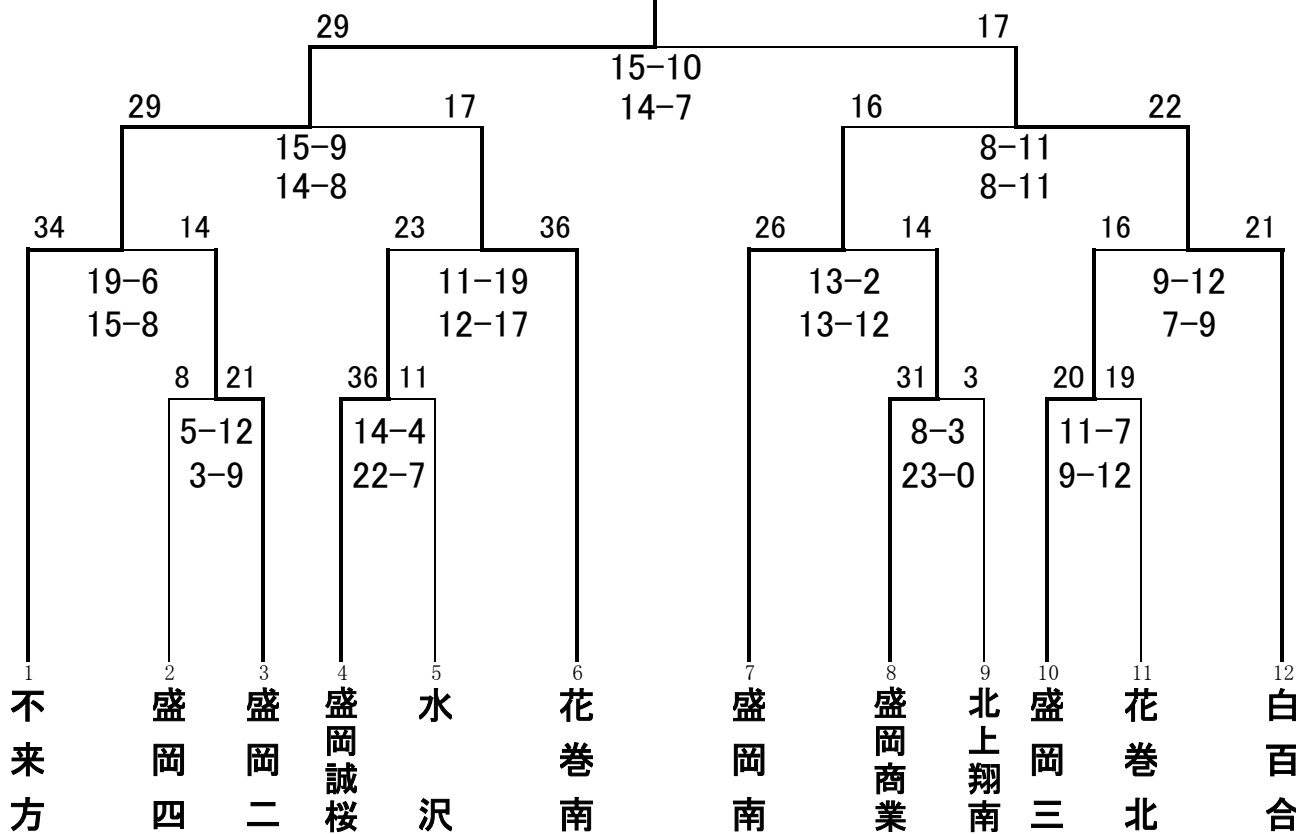 29 17
15-10
14-7
29 17 16 22
15-9 8-11
14-8 8-11
34 14 23 36 26 14 16 21
19-6 11-19 13-2 9-12
15-8 12-17 13-12 7-9
8 21 36 11 31 3 20 19
5-12 14-4 8-3 11-7
3-9 22-7 23-0 9-12
1 2 3 4 5 6 7 8 9 10 11 12
不来方
盛岡四
盛岡二
盛岡誠桜
水沢
花巻南
盛岡南
盛岡商業
北上翔南
盛岡三
花巻北
白百合